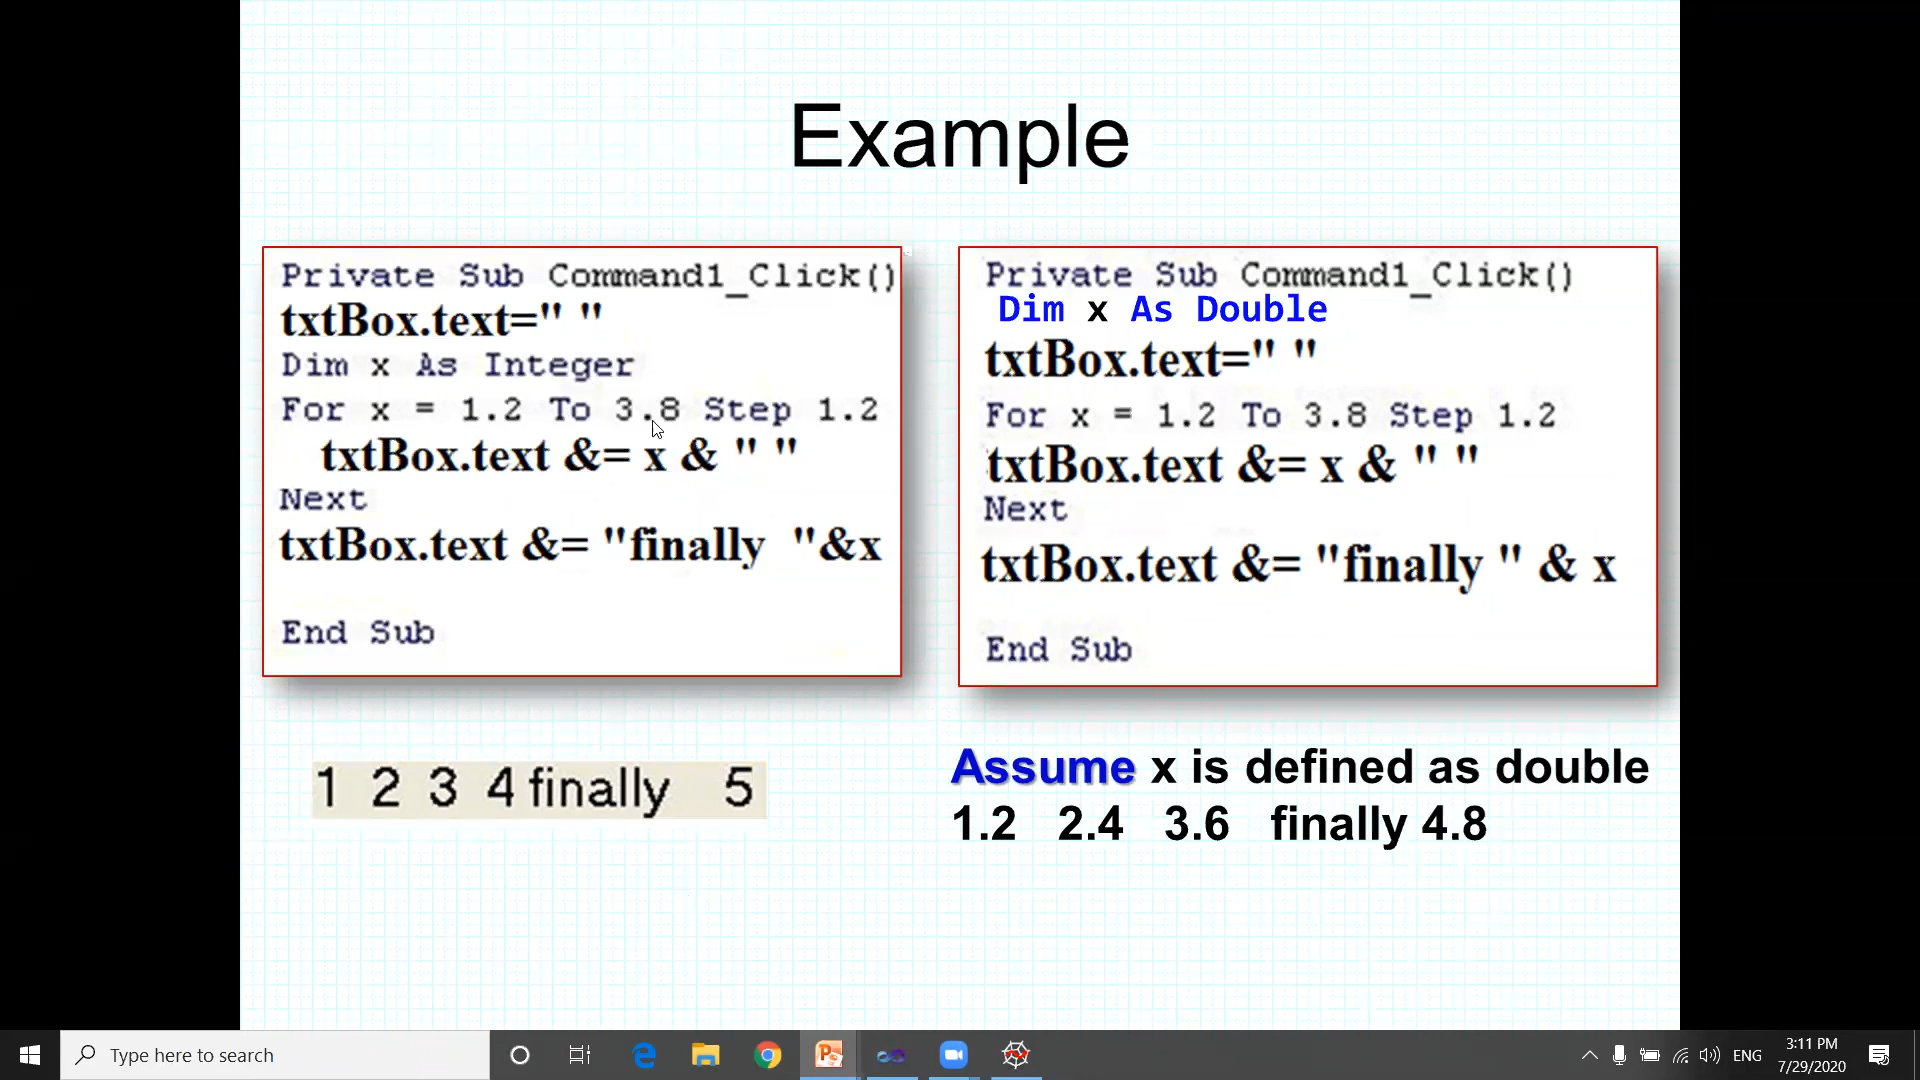 Example
Private Sub Command1_Click()
txtBox.text=" "
Dim x As Integer
For x = 1.2 To 3.8 Step 1.2
txtBox.text &= x & " "
Next
txtBox.text &= "finally "&x
End Sub
1 2 3 4 finally 5
Private Sub Command1_Click()
Dim x As Double
txtBox.text=" "
For x = 1.2 To 3.8 Step 1.2
txtBox.text &= x & " "
Next
txtBox.text &= "finally " & x
End Sub
Assume x is defined as double
1.2 2.4 3.6 finally 4.8
Type here to search
ENG
3:11 PM
7/29/2020